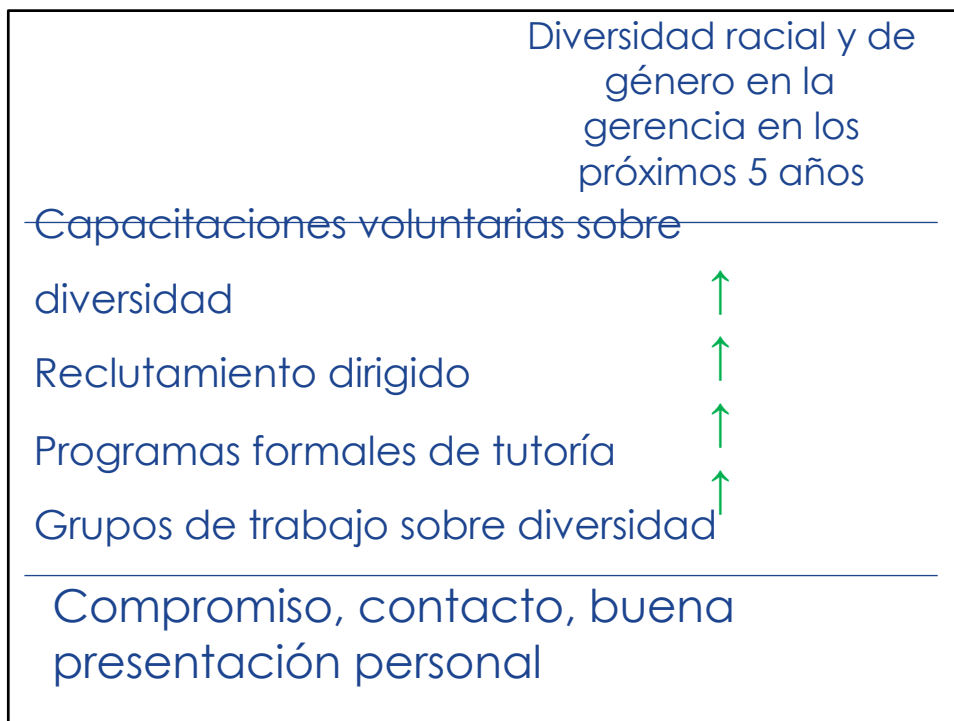 Diversidad racial y de
género en la
gerencia en los
próximos 5 años
Capacitaciones voluntarias sobre
diversidad ↑
Reclutamiento dirigido ↑
Programas formales de tutoría ↑
Grupos de trabajo sobre diversidad ↑
Compromiso, contacto, buena
presentación personal